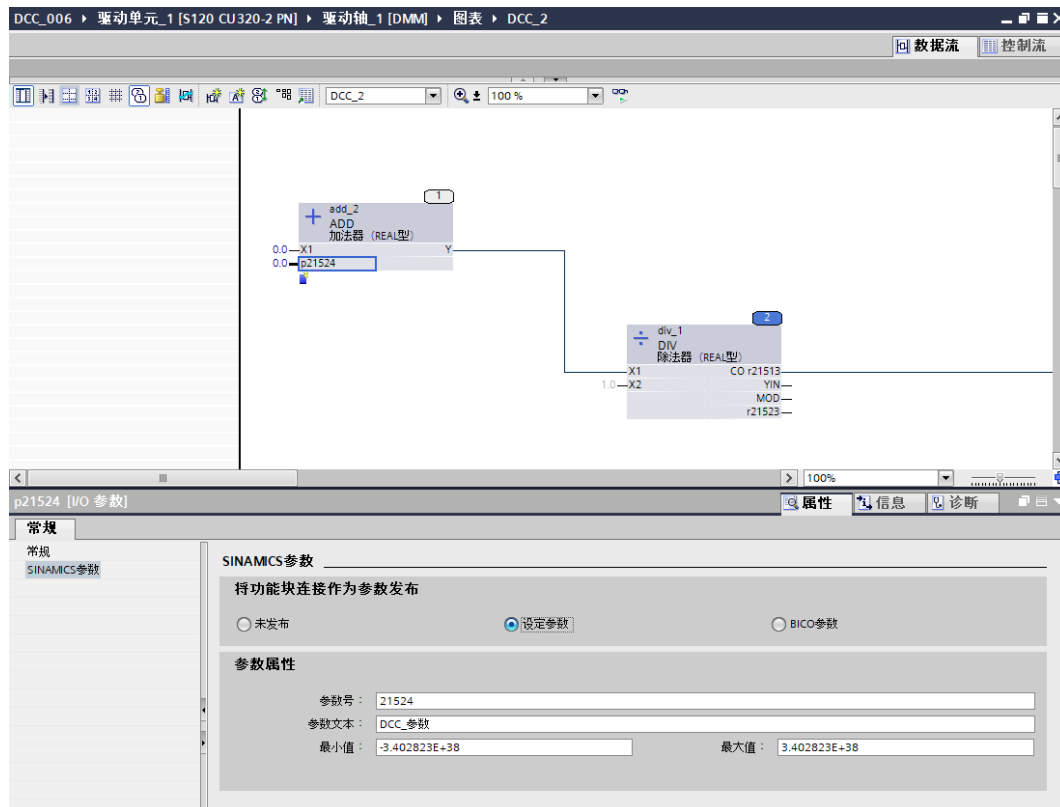 DCC_006 ▸ 驱动单元_1 [S120 CU320-2 PN] ▸ 驱动轴_1 [DMM] ▸ 图表 ▸ DCC_2
数据流 控制流
DCC_2 100 %
1
add_2
ADD
加法器（REAL型）
0.0 X1 Y
0.0 p21524
2
div_1
DIV
除法器（REAL型）
X1 CO r21513
1.0 X2 YIN
MOD
r21523
100%
p21524 [I/O 参数] 属性 信息 诊断
常规
常规
SINAMICS参数
SINAMICS参数
将功能块连接作为参数发布
未发布 设定参数 BICO参数
参数属性
参数号： 21524
参数文本： DCC_参数
最小值： -3.402823E+38 最大值： 3.402823E+38